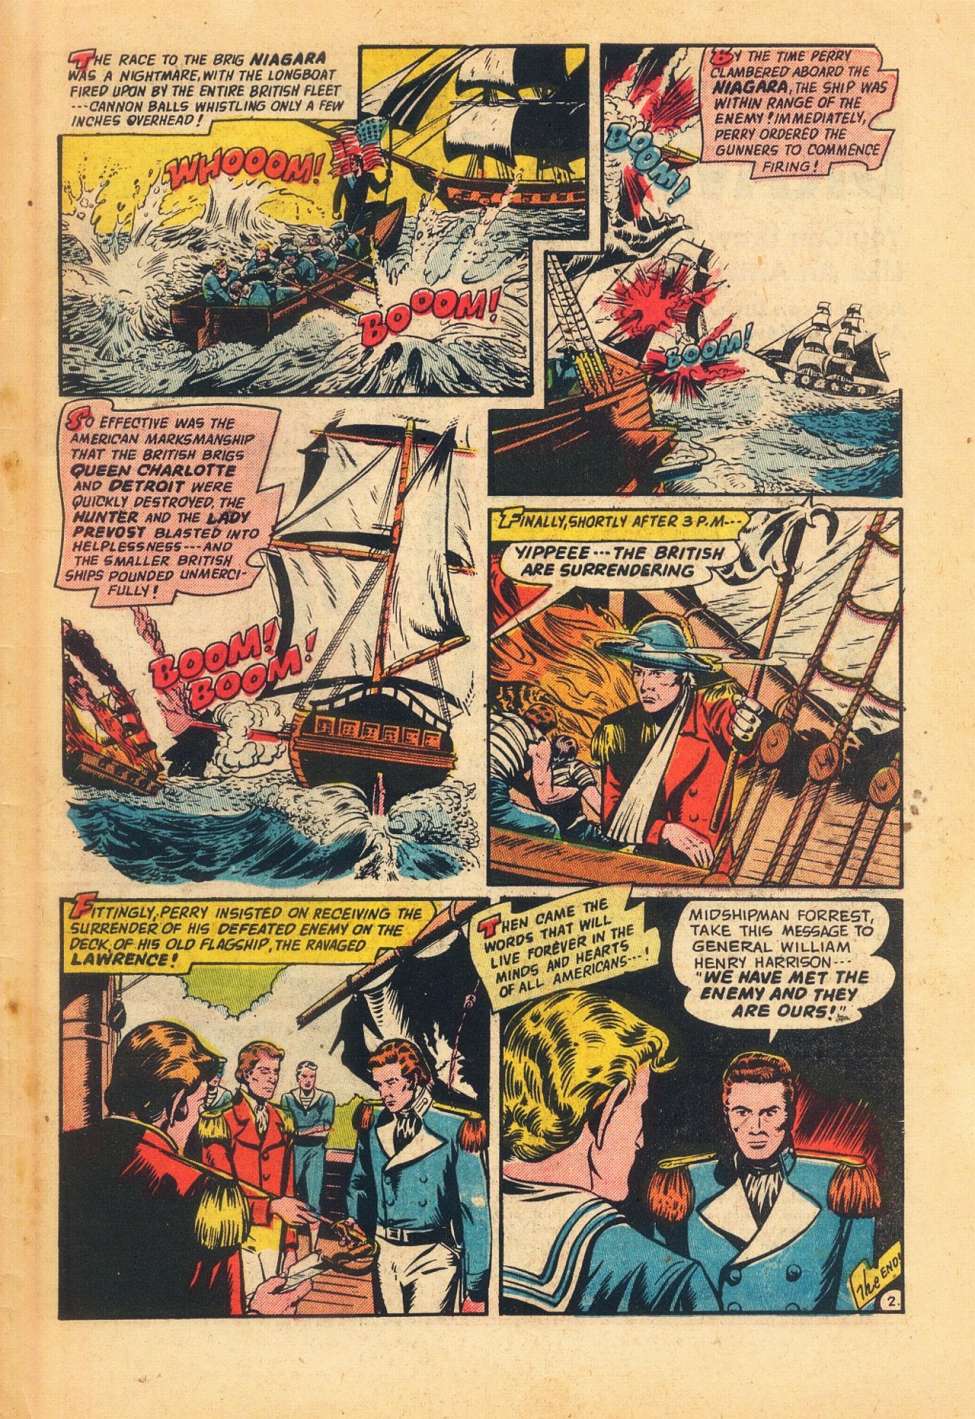 THE RACE TO THE BRIG NIAGARA
WAS A NIGHTMARE, WITH THE LONGBOAT
FIRED UPON BY THE ENTIRE BRITISH FLEET
---CANNON BALLS WHISTLING ONLY A FEW
INCHES OVERHEAD!
WHOOOM!
BOOOM!
BY THE TIME PERRY
CLAMBERED ABOARD THE
NIAGARA, THE SHIP WAS
WITHIN RANGE OF THE
ENEMY! IMMEDIATELY,
PERRY ORDERED THE
GUNNERS TO COMMENCE
FIRING!
BOOM!
BOOM!
SO EFFECTIVE WAS THE
AMERICAN MARKSMANSHIP
THAT THE BRITISH BRIGS
QUEEN CHARLOTTE
AND DETROIT WERE
QUICKLY DESTROYED, THE
HUNTER AND THE LADY
PREVOST BLASTED INTO
HELPLESSNESS---AND
THE SMALLER BRITISH
SHIPS POUNDED UNMERCI-
FULLY!
BOOM!
BOOM!
FINALLY, SHORTLY AFTER 3 P.M---
YIPPEEE---THE BRITISH
ARE SURRENDERING
FITTINGLY, PERRY INSISTED ON RECEIVING THE
SURRENDER OF HIS DEFEATED ENEMY ON THE
DECK OF HIS OLD FLAGSHIP, THE RAVAGED
LAWRENCE!
THEN CAME THE
WORDS THAT WILL
LIVE FOREVER IN THE
MINDS AND HEARTS
OF ALL AMERICANS---!
MIDSHIPMAN FORREST,
TAKE THIS MESSAGE TO
GENERAL WILLIAM
HENRY HARRISON---
"WE HAVE MET THE
ENEMY AND THEY
ARE OURS!"
The END!
2.